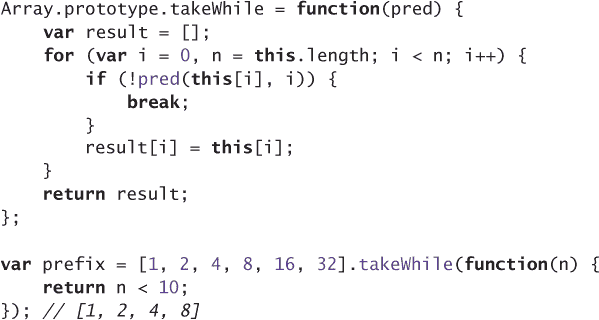 Array.prototype.takeWhile = function(pred) {
    var result = [];
    for (var i = 0, n = this.length; i < n; i++) {
        if (!pred(this[i], i)) {
            break;
        }
        result[i] = this[i];
    }
    return result;
};

var prefix = [1, 2, 4, 8, 16, 32].takeWhile(function(n) {
    return n < 10;
}); // [1, 2, 4, 8]